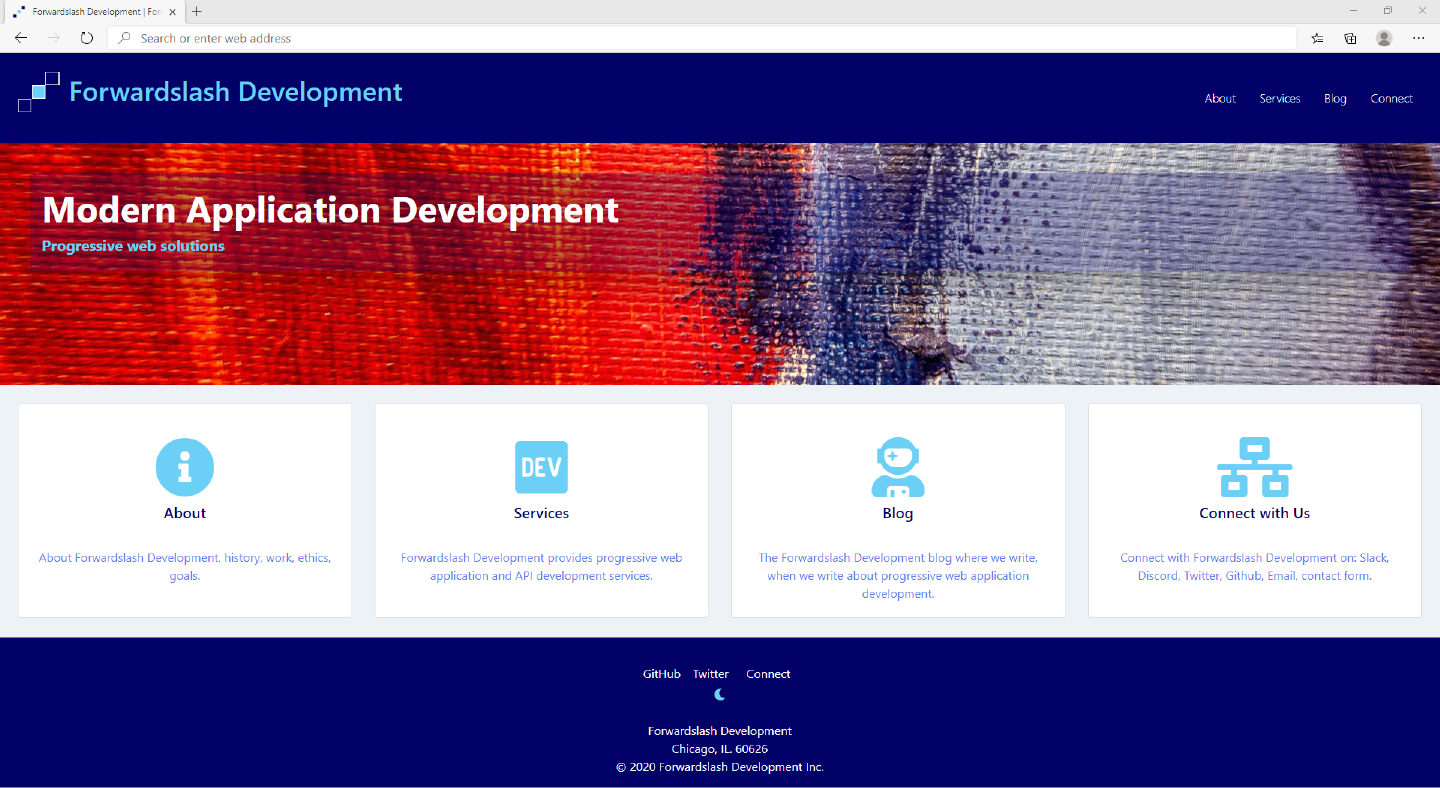 Forwardslash Development | For
Search or enter web address
Forwardslash Development
About
Services
Blog
Connect
Modern Application Development
Progressive web solutions
DEV
About
Services
Blog
Connect with Us
About Forwardslash Development, history, work, ethics,
goals.
Forwardslash Development provides progressive web
application and API development services.
The Forwardslash Development blog where we write,
when we write about progressive web application
development.
Connect with Forwardslash Development on: Slack,
Discord, Twitter, Github, Email, contact form.
GitHub Twitter Connect
Forwardslash Development
Chicago, IL. 60626
© 2020 Forwardslash Development Inc.